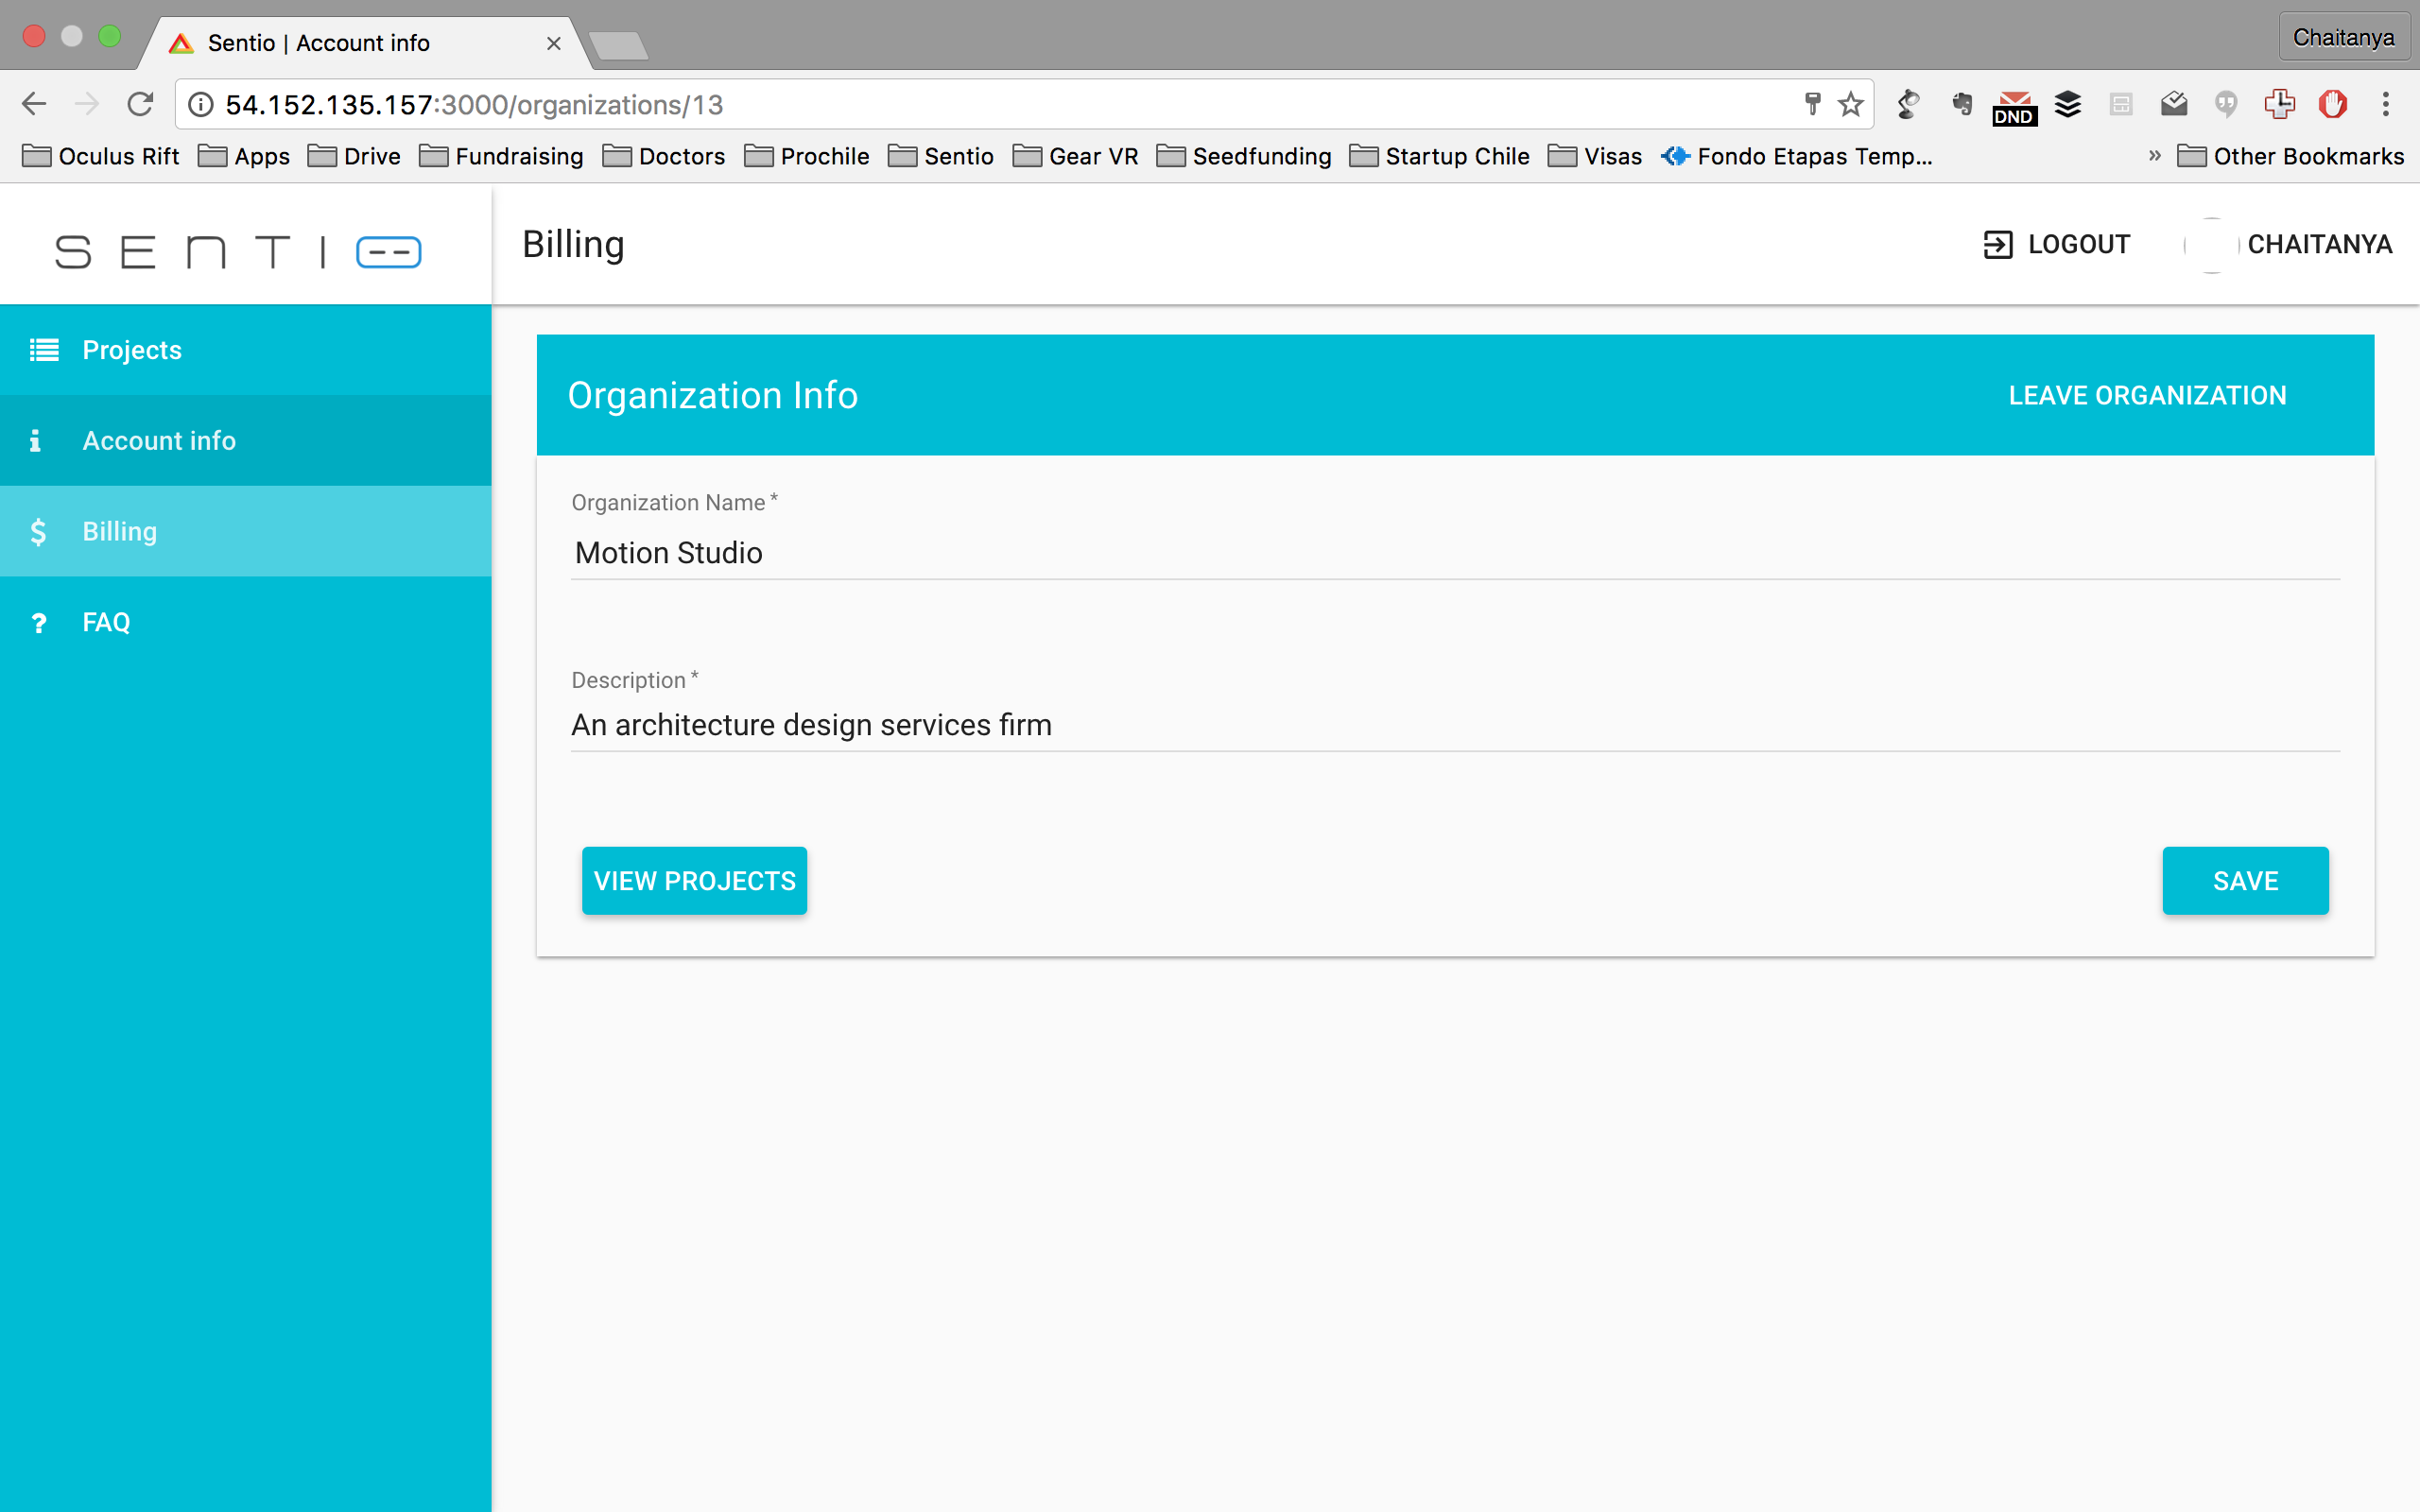 Sentio | Account info
Chaitanya
54.152.135.157:3000/organizations/13
DND
Oculus Rift Apps Drive Fundraising Doctors Prochile Sentio Gear VR Seedfunding Startup Chile Visas Fondo Etapas Temp... » Other Bookmarks
SENTIO
Billing
LOGOUT
CHAITANYA
Projects
Account info
Billing
FAQ
Organization Info
LEAVE ORGANIZATION
Organization Name *
Motion Studio
Description *
An architecture design services firm
VIEW PROJECTS
SAVE